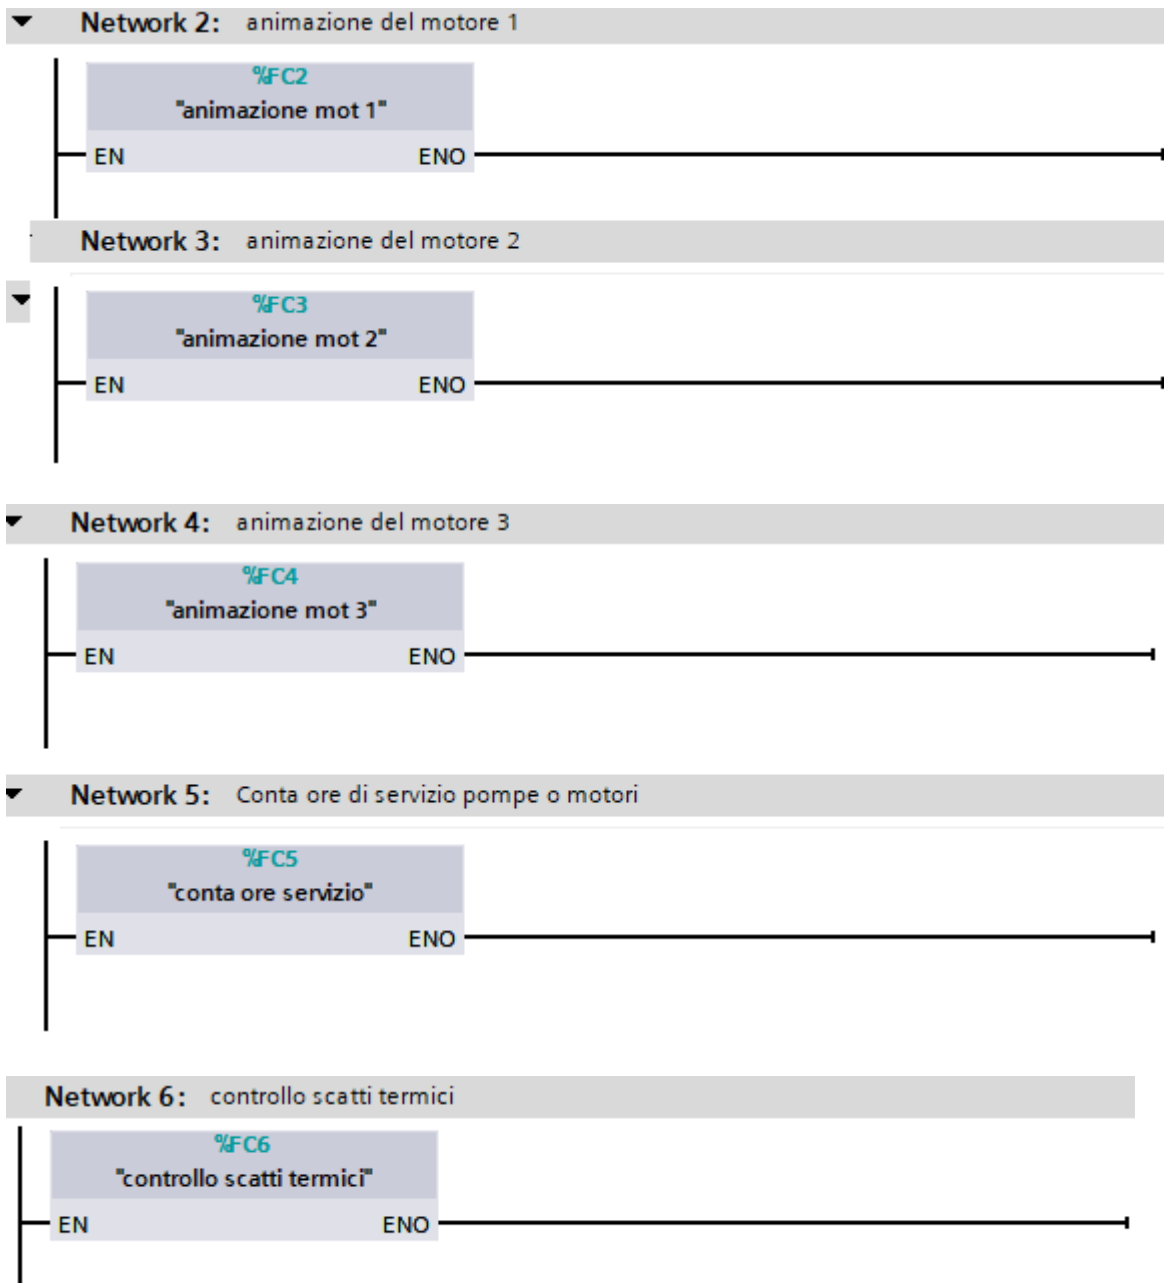 Network 2: animazione del motore 1
%FC2
"animazione mot 1"
EN ENO
Network 3: animazione del motore 2
%FC3
"animazione mot 2"
EN ENO
Network 4: animazione del motore 3
%FC4
"animazione mot 3"
EN ENO
Network 5: Conta ore di servizio pompe o motori
%FC5
"conta ore servizio"
EN ENO
Network 6: controllo scatti termici
%FC6
"controllo scatti termici"
EN ENO